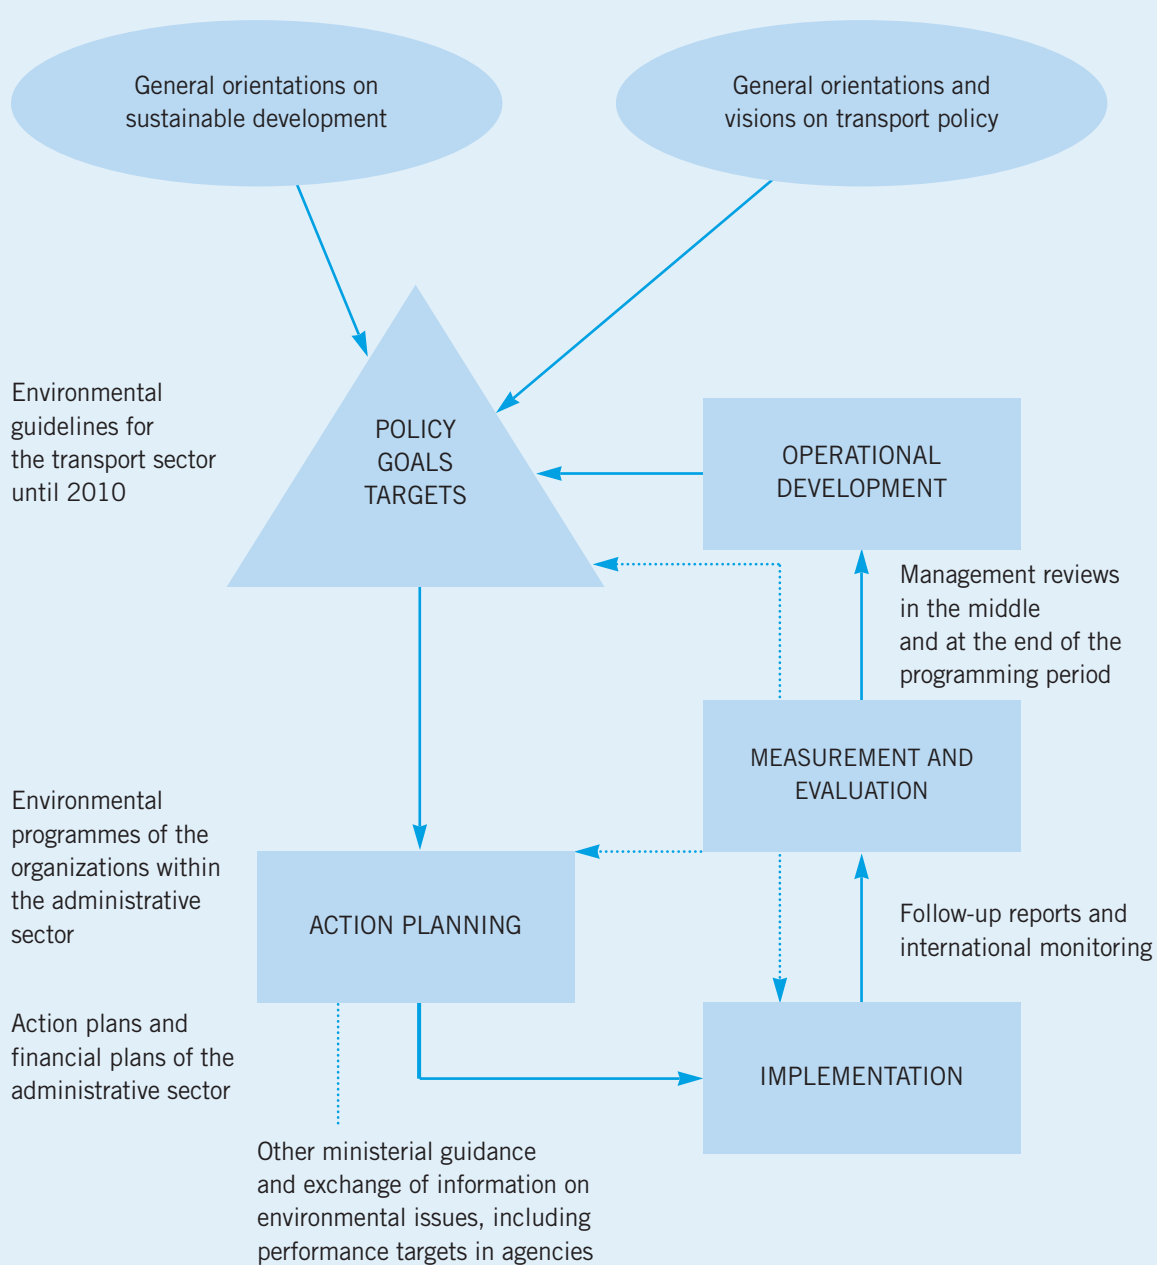 General orientations on
sustainable development
General orientations and
visions on transport policy
Environmental
guidelines for
the transport sector
until 2010
POLICY
GOALS
TARGETS
OPERATIONAL
DEVELOPMENT
Management reviews
in the middle
and at the end of the
programming period
MEASUREMENT AND
EVALUATION
Environmental
programmes of the
organizations within
the administrative
sector
ACTION PLANNING
Follow-up reports and
international monitoring
Action plans and
financial plans of the
administrative sector
IMPLEMENTATION
Other ministerial guidance
and exchange of information on
environmental issues, including
performance targets in agencies